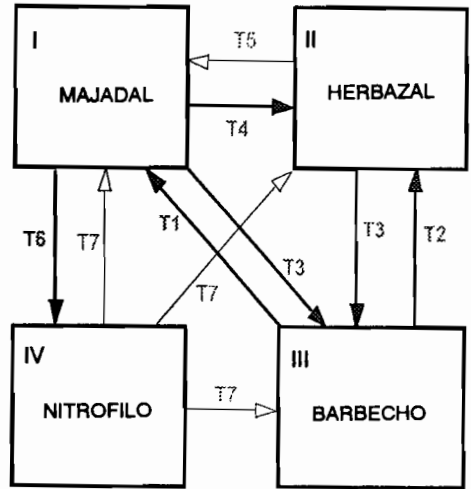 I
MAJADAL
T5
II
HERBAZAL
T4
T6
T7
T1
T3
T7
T3
T2
IV
NITROFILO
T7
III
BARBECHO